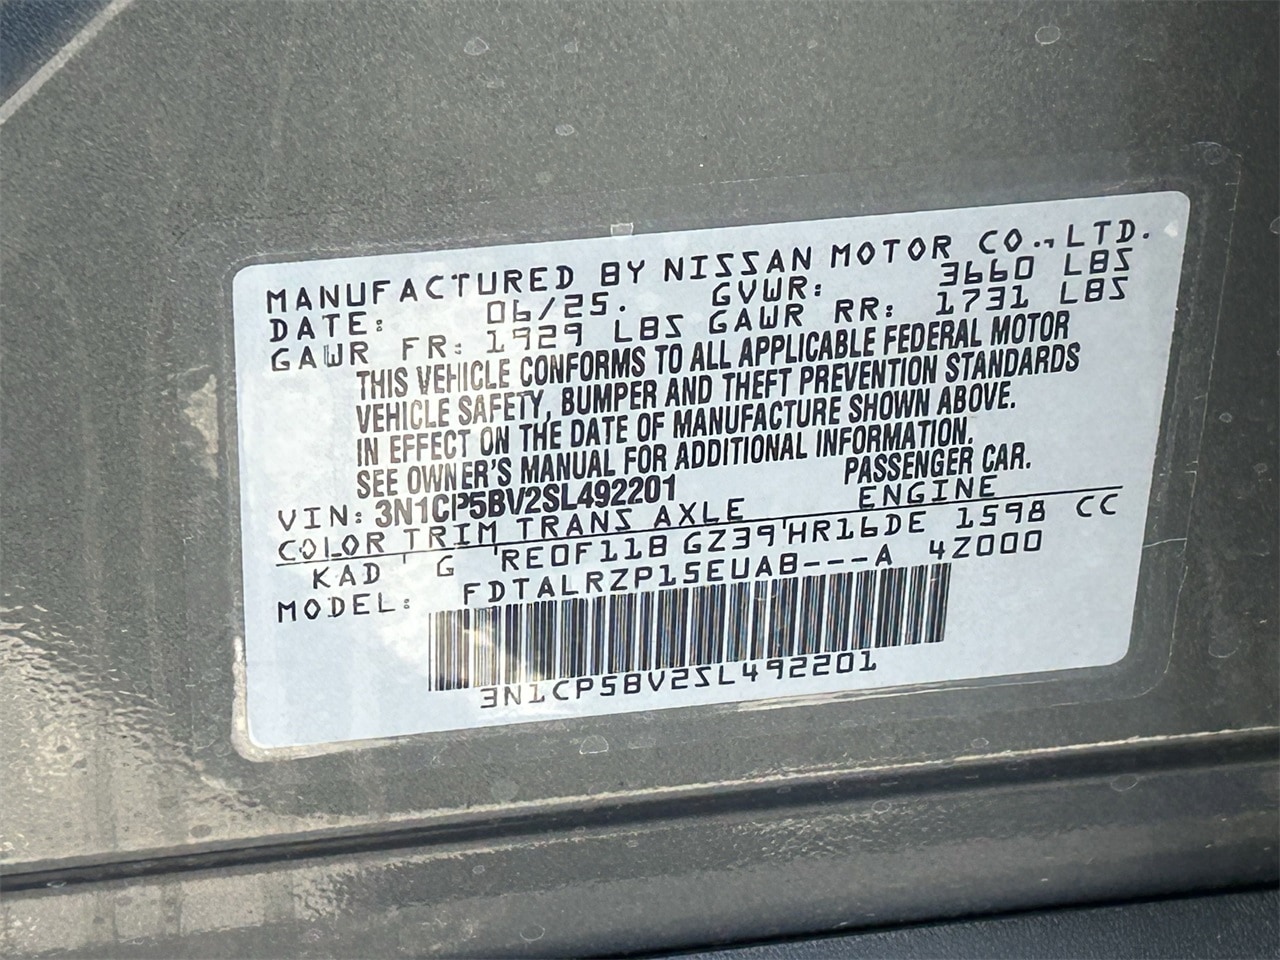 MANUFACTURED BY NISSAN MOTOR CO., LTD.
DATE: 06/25. GVWR: 3660 LBS
GAWR FR: 1929 LBS GAWR RR: 1731 LBS
THIS VEHICLE CONFORMS TO ALL APPLICABLE FEDERAL MOTOR
VEHICLE SAFETY, BUMPER AND THEFT PREVENTION STANDARDS
IN EFFECT ON THE DATE OF MANUFACTURE SHOWN ABOVE.
SEE OWNER'S MANUAL FOR ADDITIONAL INFORMATION.
VIN: 3N1CP5BV2SL492201 PASSENGER CAR.
COLOR TRIM TRANS AXLE ENGINE
KAD ' G 'RE0F11B GZ39'HR16DE 1598 CC
MODEL: FDTALRZP15EUAB---A 4Z000
3N1CP5BV2SL492201